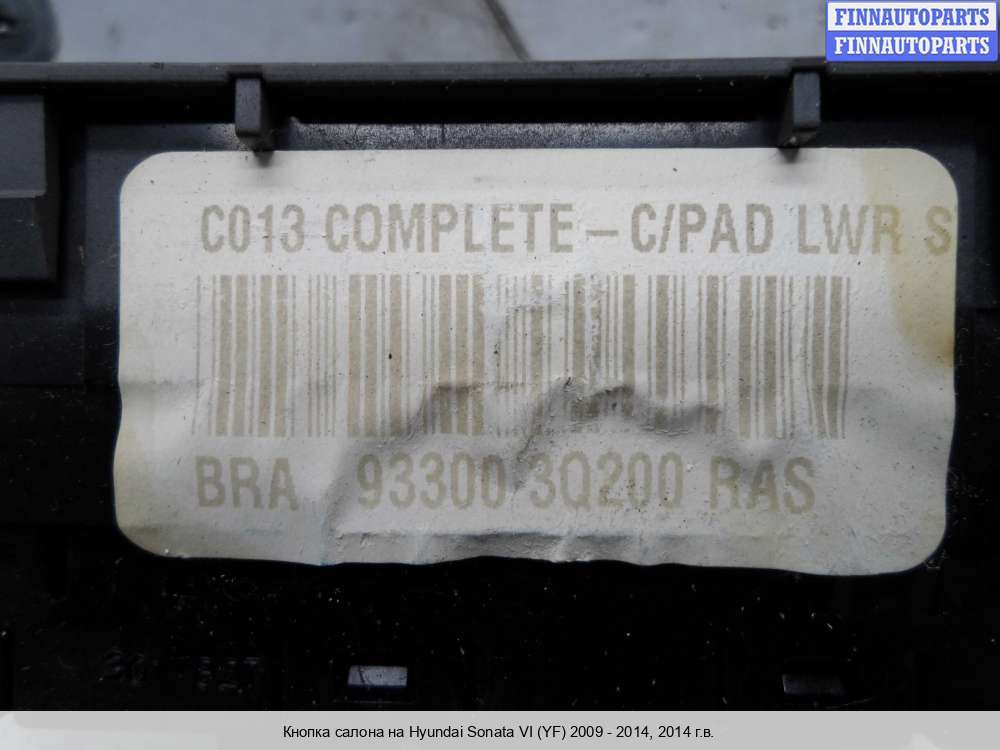 FINNAUTOPARTS
FINNAUTOPARTS
C013 COMPLETE - C/PAD LWR S
BRA 93300 3Q200 RAS
Кнопка салона на Hyundai Sonata VI (YF) 2009 - 2014, 2014 г.в.